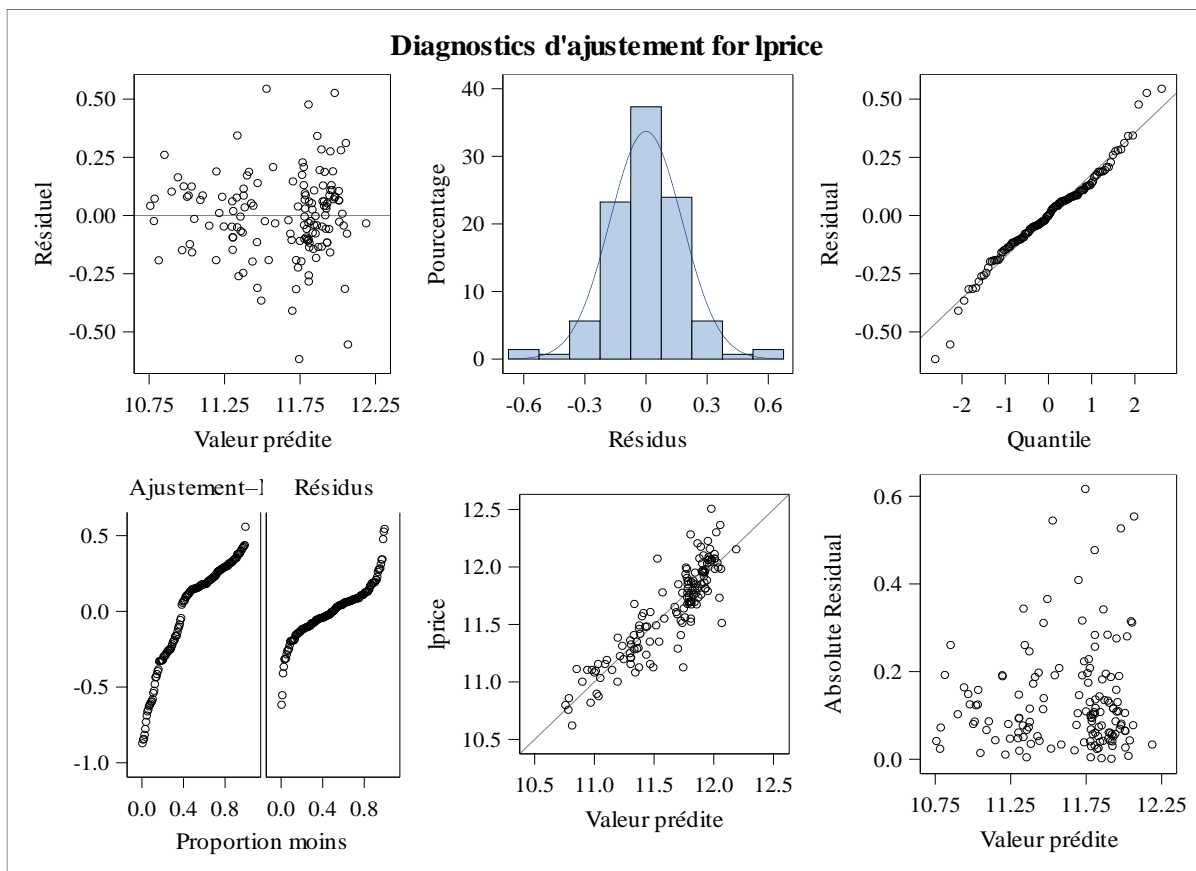 Diagnostics d'ajustement for lprice
Résiduel
0.50
0.25
0.00
-0.25
-0.50
10.75 11.25 11.75 12.25
Valeur prédite
Pourcentage
40
30
20
10
0
-0.6 -0.3 0 0.3 0.6
Résidus
Residual
0.50
0.25
0.00
-0.25
-0.50
-2 -1 0 1 2
Quantile
Ajustement–
Résidus
0.5
0.0
-0.5
-1.0
0.0 0.4 0.8 0.0 0.4 0.8
Proportion moins
lprice
12.5
12.0
11.5
11.0
10.5
10.5 11.0 11.5 12.0 12.5
Valeur prédite
Absolute Residual
0.6
0.4
0.2
0.0
10.75 11.25 11.75 12.25
Valeur prédite